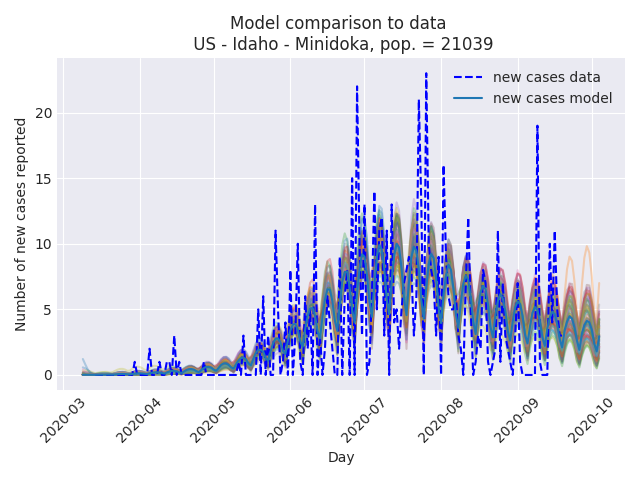 Model comparison to data
US - Idaho - Minidoka, pop. = 21039
new cases data
new cases model
Number of new cases reported
20
15
10
5
0
2020-03
2020-04
2020-05
2020-06
2020-07
2020-08
2020-09
2020-10
Day